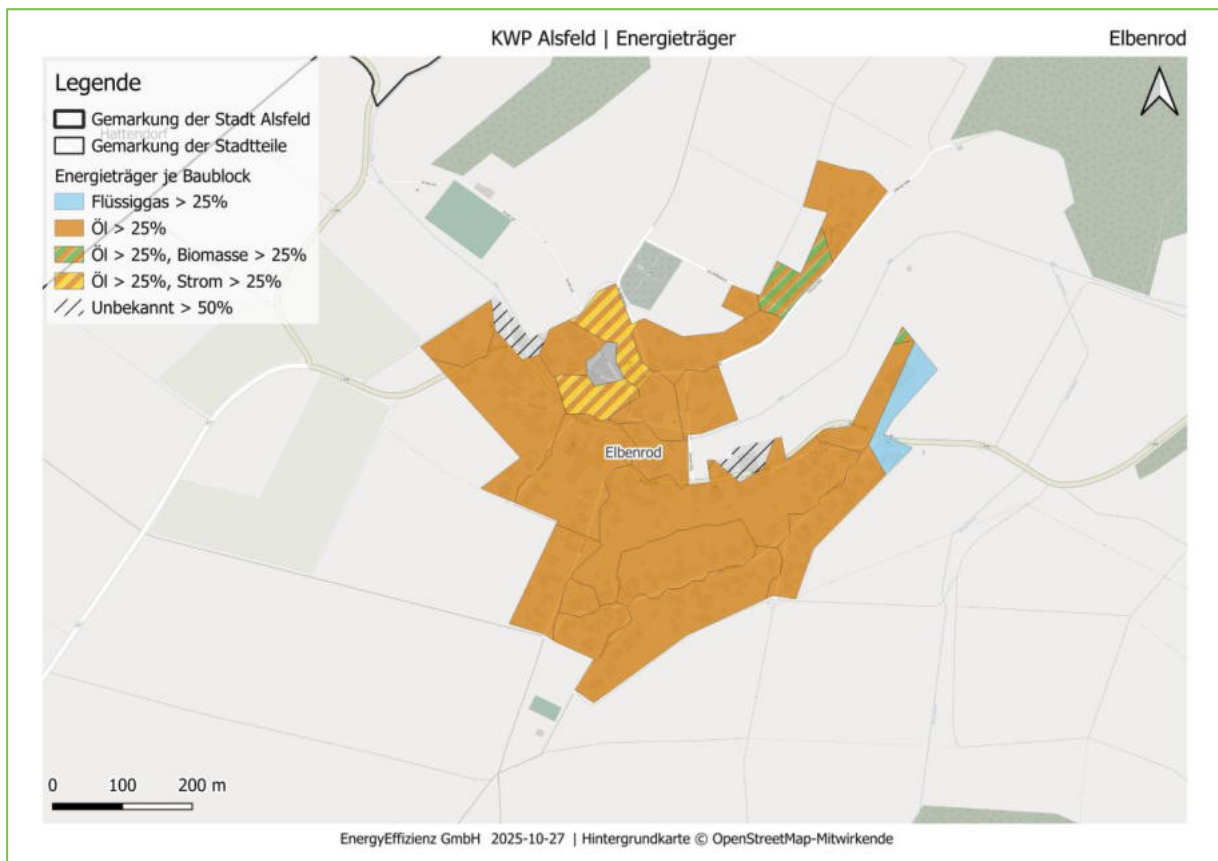 KWP Alsfeld | Energieträger
Elbenrod
Legende
Gemarkung der Stadt Alsfeld
Hattendorf
Gemarkung der Stadtteile
Energieträger je Baublock
Flüssiggas > 25%
Öl > 25%
Öl > 25%, Biomasse > 25%
Öl > 25%, Strom > 25%
Unbekannt > 50%
Elbenrod
0 100 200 m
EnergyEffizienz GmbH 2025-10-27 | Hintergrundkarte © OpenStreetMap-Mitwirkende